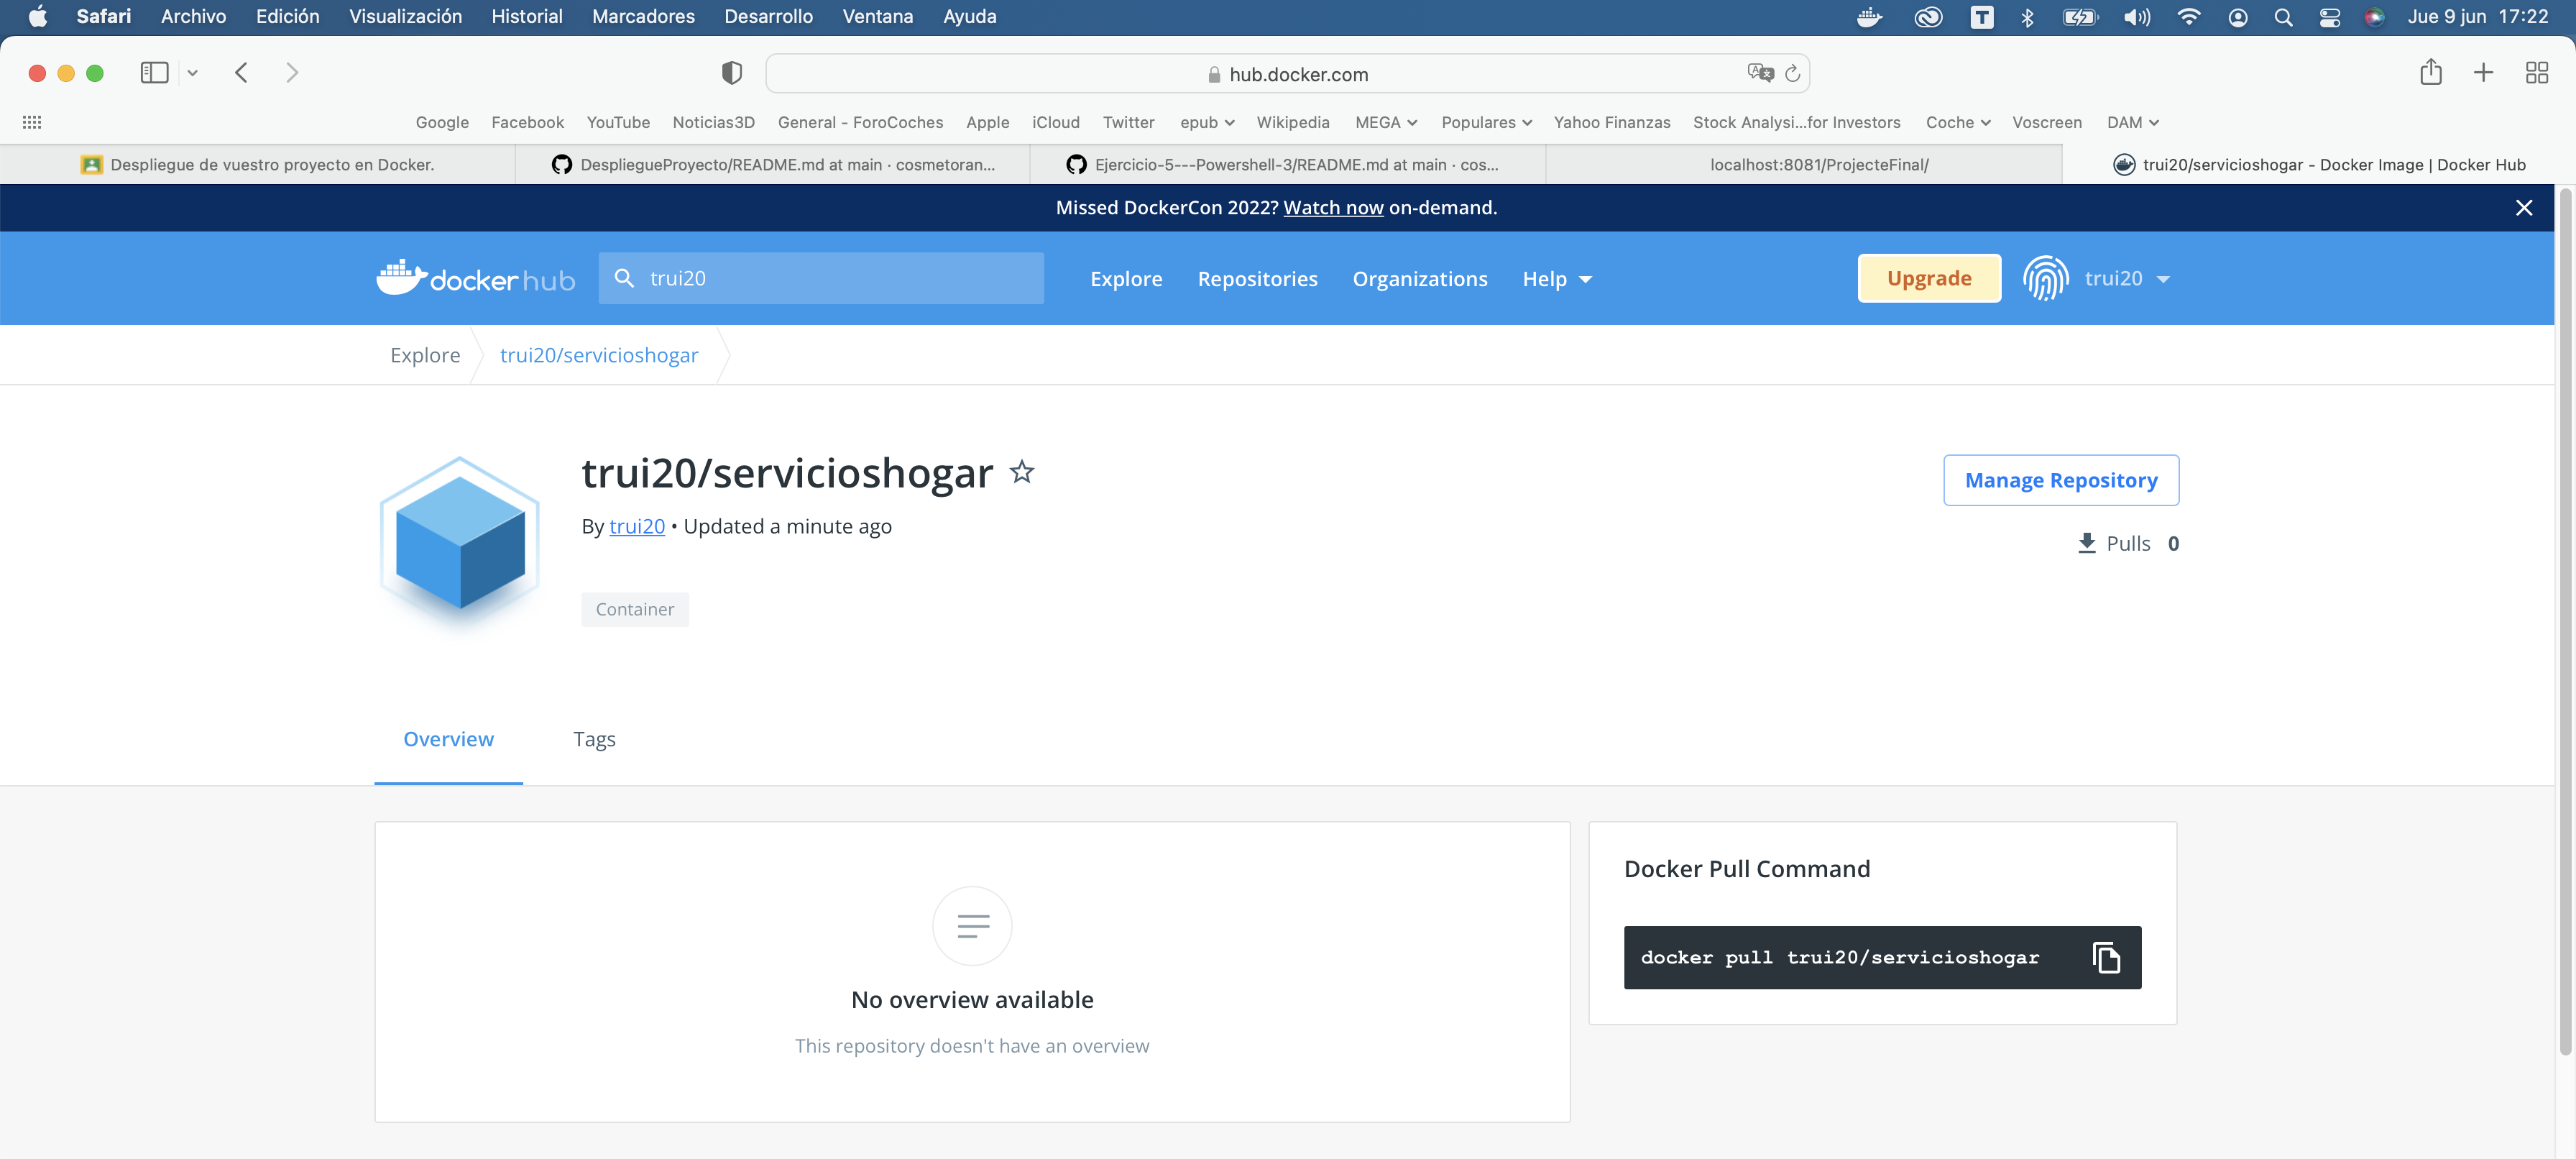 Safari Archivo Edición Visualización Historial Marcadores Desarrollo Ventana Ayuda Jue 9 jun 17:22
hub.docker.com
Google Facebook YouTube Noticias3D General - ForoCoches Apple iCloud Twitter epub Wikipedia MEGA Populares Yahoo Finanzas Stock Analysi...for Investors Coche Voscreen DAM
Despliegue de vuestro proyecto en Docker. DespliegueProyecto/README.md at main · cosmetoran... Ejercicio-5---Powershell-3/README.md at main · cos... localhost:8081/ProjecteFinal/ trui20/servicioshogar - Docker Image | Docker Hub
Missed DockerCon 2022? Watch now on-demand.
docker hub trui20 Explore Repositories Organizations Help Upgrade trui20
Explore trui20/servicioshogar
trui20/servicioshogar
Manage Repository
By trui20 • Updated a minute ago
Pulls 0
Container
Overview Tags
Docker Pull Command
docker pull trui20/servicioshogar
No overview available
This repository doesn't have an overview